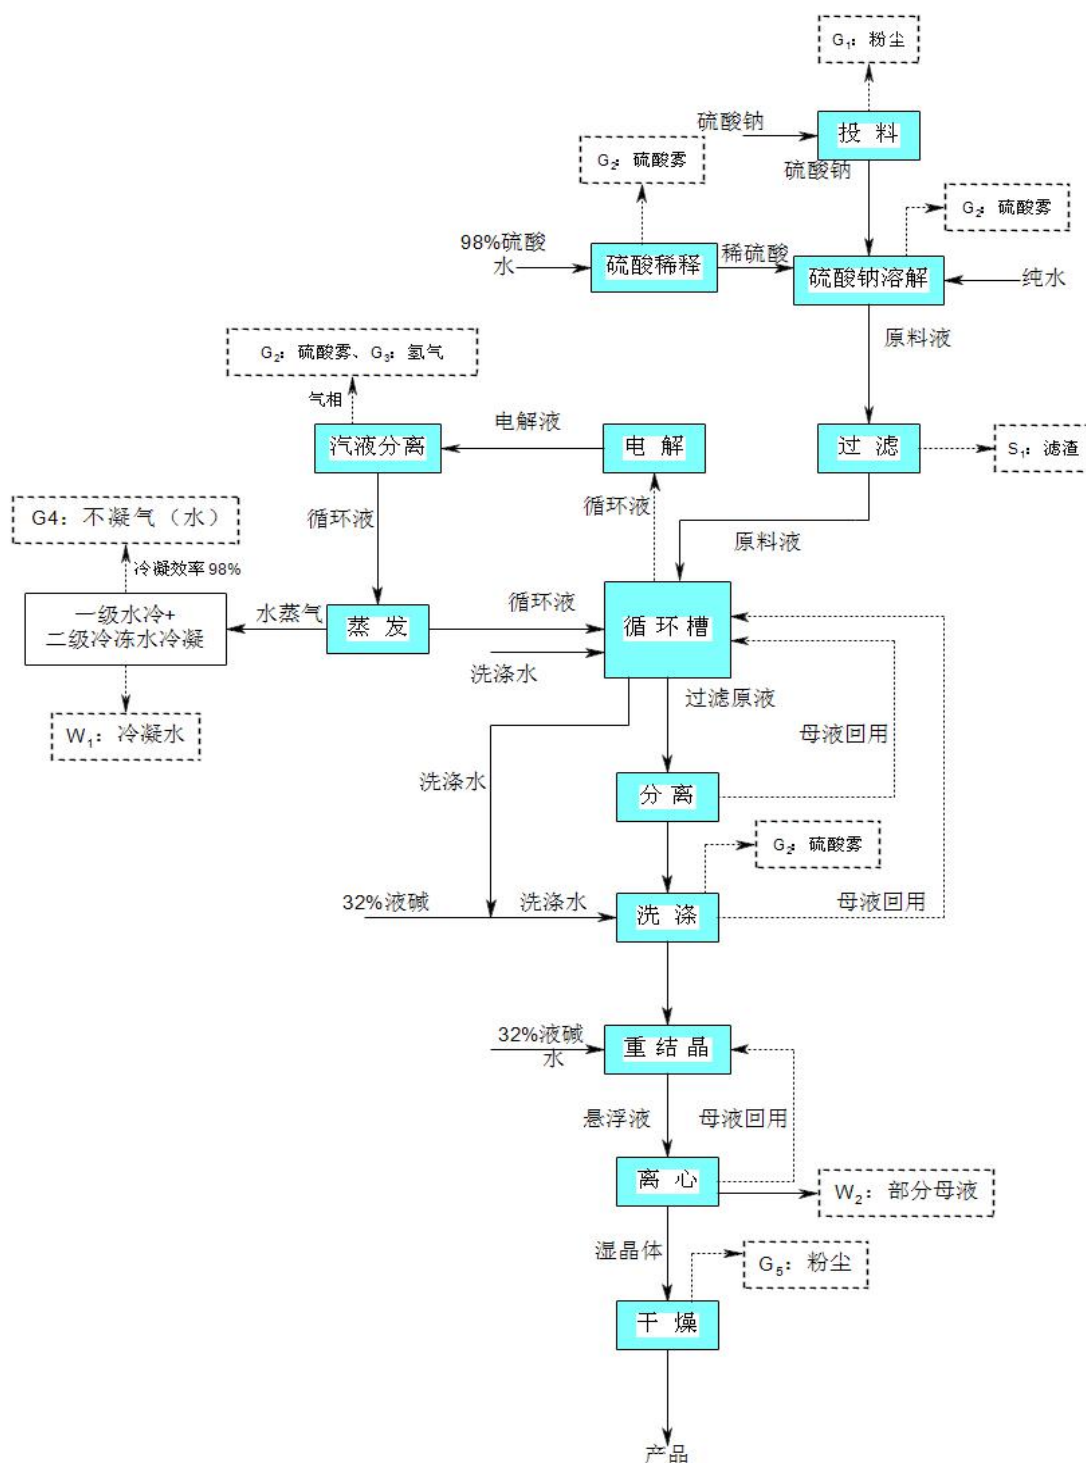 G₁：粉尘
硫酸钠
投 料
硫酸钠
G₂：硫酸雾
G₂：硫酸雾
98%硫酸
水
硫酸稀释
稀硫酸
硫酸钠溶解
纯水
原料液
G₂：硫酸雾、G₃：氢气
气相
电解液
汽液分离
电 解
过 滤
S₁：滤渣
G4：不凝气（水）
循环液
循环液
原料液
冷凝效率 98%
一级水冷+
二级冷冻水冷凝
水蒸气
蒸 发
循环液
循环槽
洗涤水
过滤原液
W₁：冷凝水
母液回用
洗涤水
分 离
G₂：硫酸雾
32%液碱
洗涤水
洗 涤
母液回用
32%液碱
水
重结晶
悬浮液
母液回用
离 心
W₂：部分母液
湿晶体
G₅：粉尘
干 燥
产品